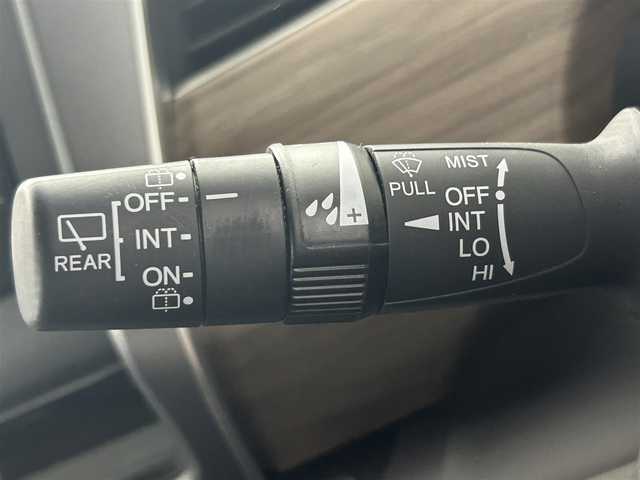 OFF
INT
ON
REAR
+
MIST
PULL
OFF
INT
LO
HI